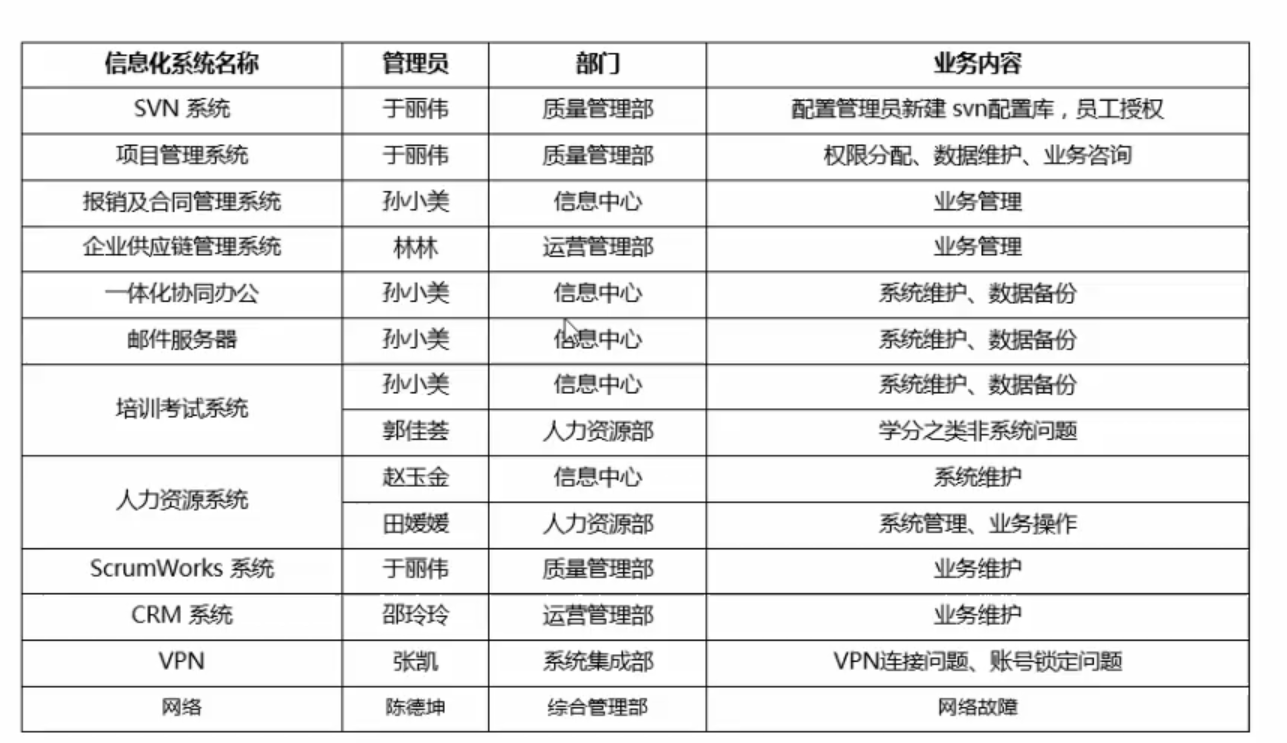 信息化系统名称 管理员 部门 业务内容
SVN 系统 于丽伟 质量管理部 配置管理员新建 svn配置库，员工授权
项目管理系统 于丽伟 质量管理部 权限分配、数据维护、业务咨询
报销及合同管理系统 孙小美 信息中心 业务管理
企业供应链管理系统 林林 运营管理部 业务管理
一体化协同办公 孙小美 信息中心 系统维护、数据备份
邮件服务器 孙小美 信息中心 系统维护、数据备份
培训考试系统 孙小美 信息中心 系统维护、数据备份
郭佳荟 人力资源部 学分之类非系统问题
人力资源系统 赵玉金 信息中心 系统维护
田媛媛 人力资源部 系统管理、业务操作
ScrumWorks 系统 于丽伟 质量管理部 业务维护
CRM 系统 邵玲玲 运营管理部 业务维护
VPN 张凯 系统集成部 VPN连接问题、账号锁定问题
网络 陈德坤 综合管理部 网络故障